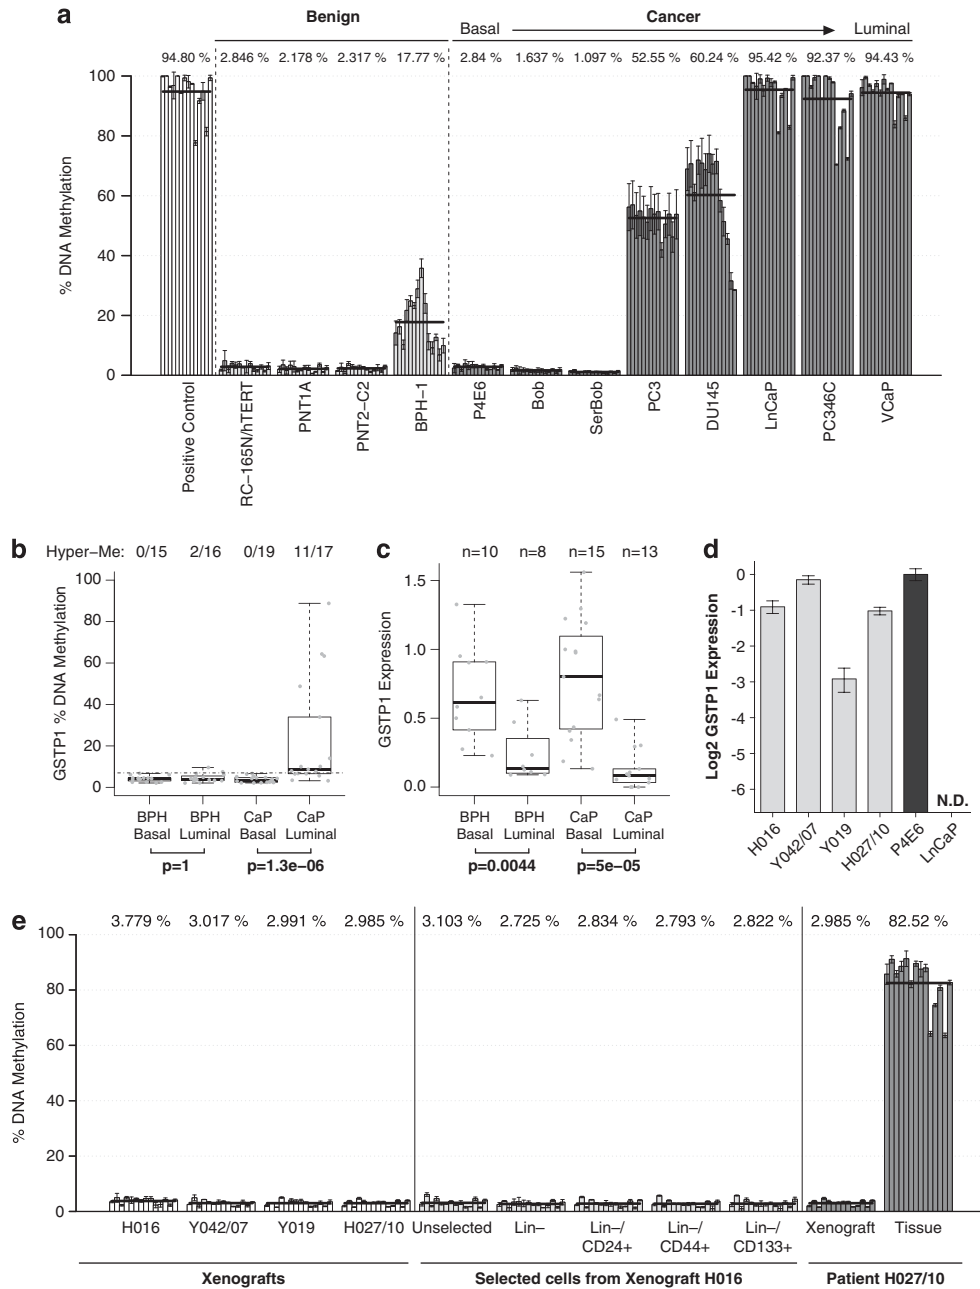 a
Benign
Cancer
Basal
Luminal
94.80 % 2.846 % 2.178 % 2.317 % 17.77 % 2.84 % 1.637 % 1.097 % 52.55 % 60.24 % 95.42 % 92.37 % 94.43 %
% DNA Methylation
100
80
60
40
20
0
Positive Control
RC−165N/hTERT
PNT1A
PNT2−C2
BPH−1
P4E6
Bob
SerBob
PC3
DU145
LnCaP
PC346C
VCaP
b
Hyper−Me: 0/15 2/16 0/19 11/17
GSTP1 % DNA Methylation
100
80
60
40
20
0
BPH Basal
BPH Luminal
CaP Basal
CaP Luminal
p=1
p=1.3e−06
c
n=10 n=8 n=15 n=13
GSTP1 Expression
1.5
1.0
0.5
0.0
BPH Basal
BPH Luminal
CaP Basal
CaP Luminal
p=0.0044
p=5e−05
d
Log2 GSTP1 Expression
0
-1
-2
-3
-4
-5
-6
N.D.
H016
Y042/07
Y019
H027/10
P4E6
LnCaP
e
3.779 % 3.017 % 2.991 % 2.985 % 3.103 % 2.725 % 2.834 % 2.793 % 2.822 % 2.985 % 82.52 %
% DNA Methylation
100
80
60
40
20
0
H016
Y042/07
Y019
H027/10
Unselected
Lin−
Lin−/ CD24+
Lin−/ CD44+
Lin−/ CD133+
Xenograft
Tissue
Xenografts
Selected cells from Xenograft H016
Patient H027/10